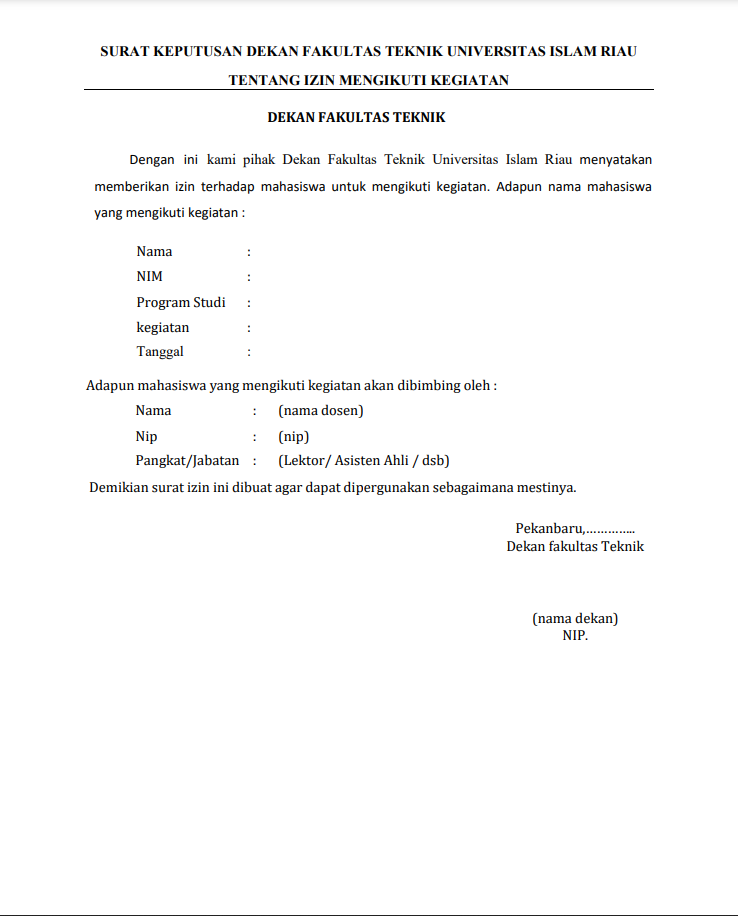 SURAT KEPUTUSAN DEKAN FAKULTAS TEKNIK UNIVERSITAS ISLAM RIAU
TENTANG IZIN MENGIKUTI KEGIATAN
DEKAN FAKULTAS TEKNIK
Dengan ini kami pihak Dekan Fakultas Teknik Universitas Islam Riau menyatakan
memberikan izin terhadap mahasiswa untuk mengikuti kegiatan. Adapun nama mahasiswa
yang mengikuti kegiatan :
Nama :
NIM :
Program Studi :
kegiatan :
Tanggal :
Adapun mahasiswa yang mengikuti kegiatan akan dibimbing oleh :
Nama : (nama dosen)
Nip : (nip)
Pangkat/Jabatan : (Lektor/ Asisten Ahli / dsb)
Demikian surat izin ini dibuat agar dapat dipergunakan sebagaimana mestinya.
Pekanbaru,…………..
Dekan fakultas Teknik
(nama dekan)
NIP.